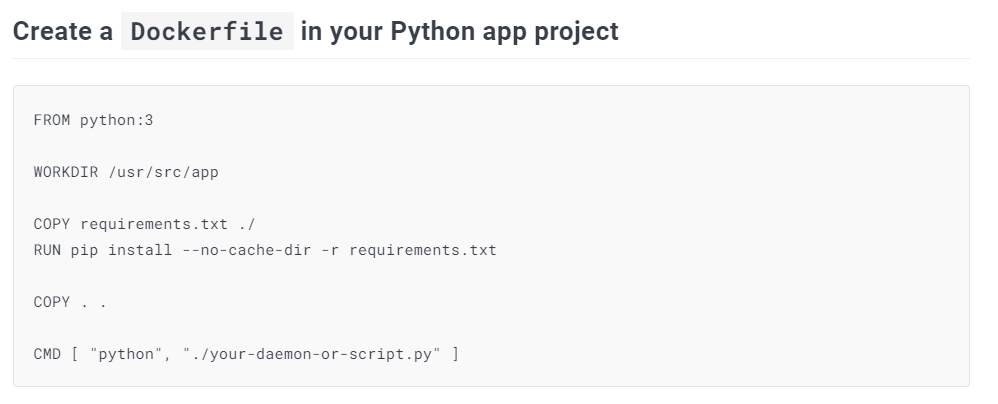 Create a Dockerfile in your Python app project
FROM python:3
WORKDIR /usr/src/app
COPY requirements.txt ./
RUN pip install --no-cache-dir -r requirements.txt
COPY . .
CMD [ "python", "./your-daemon-or-script.py" ]